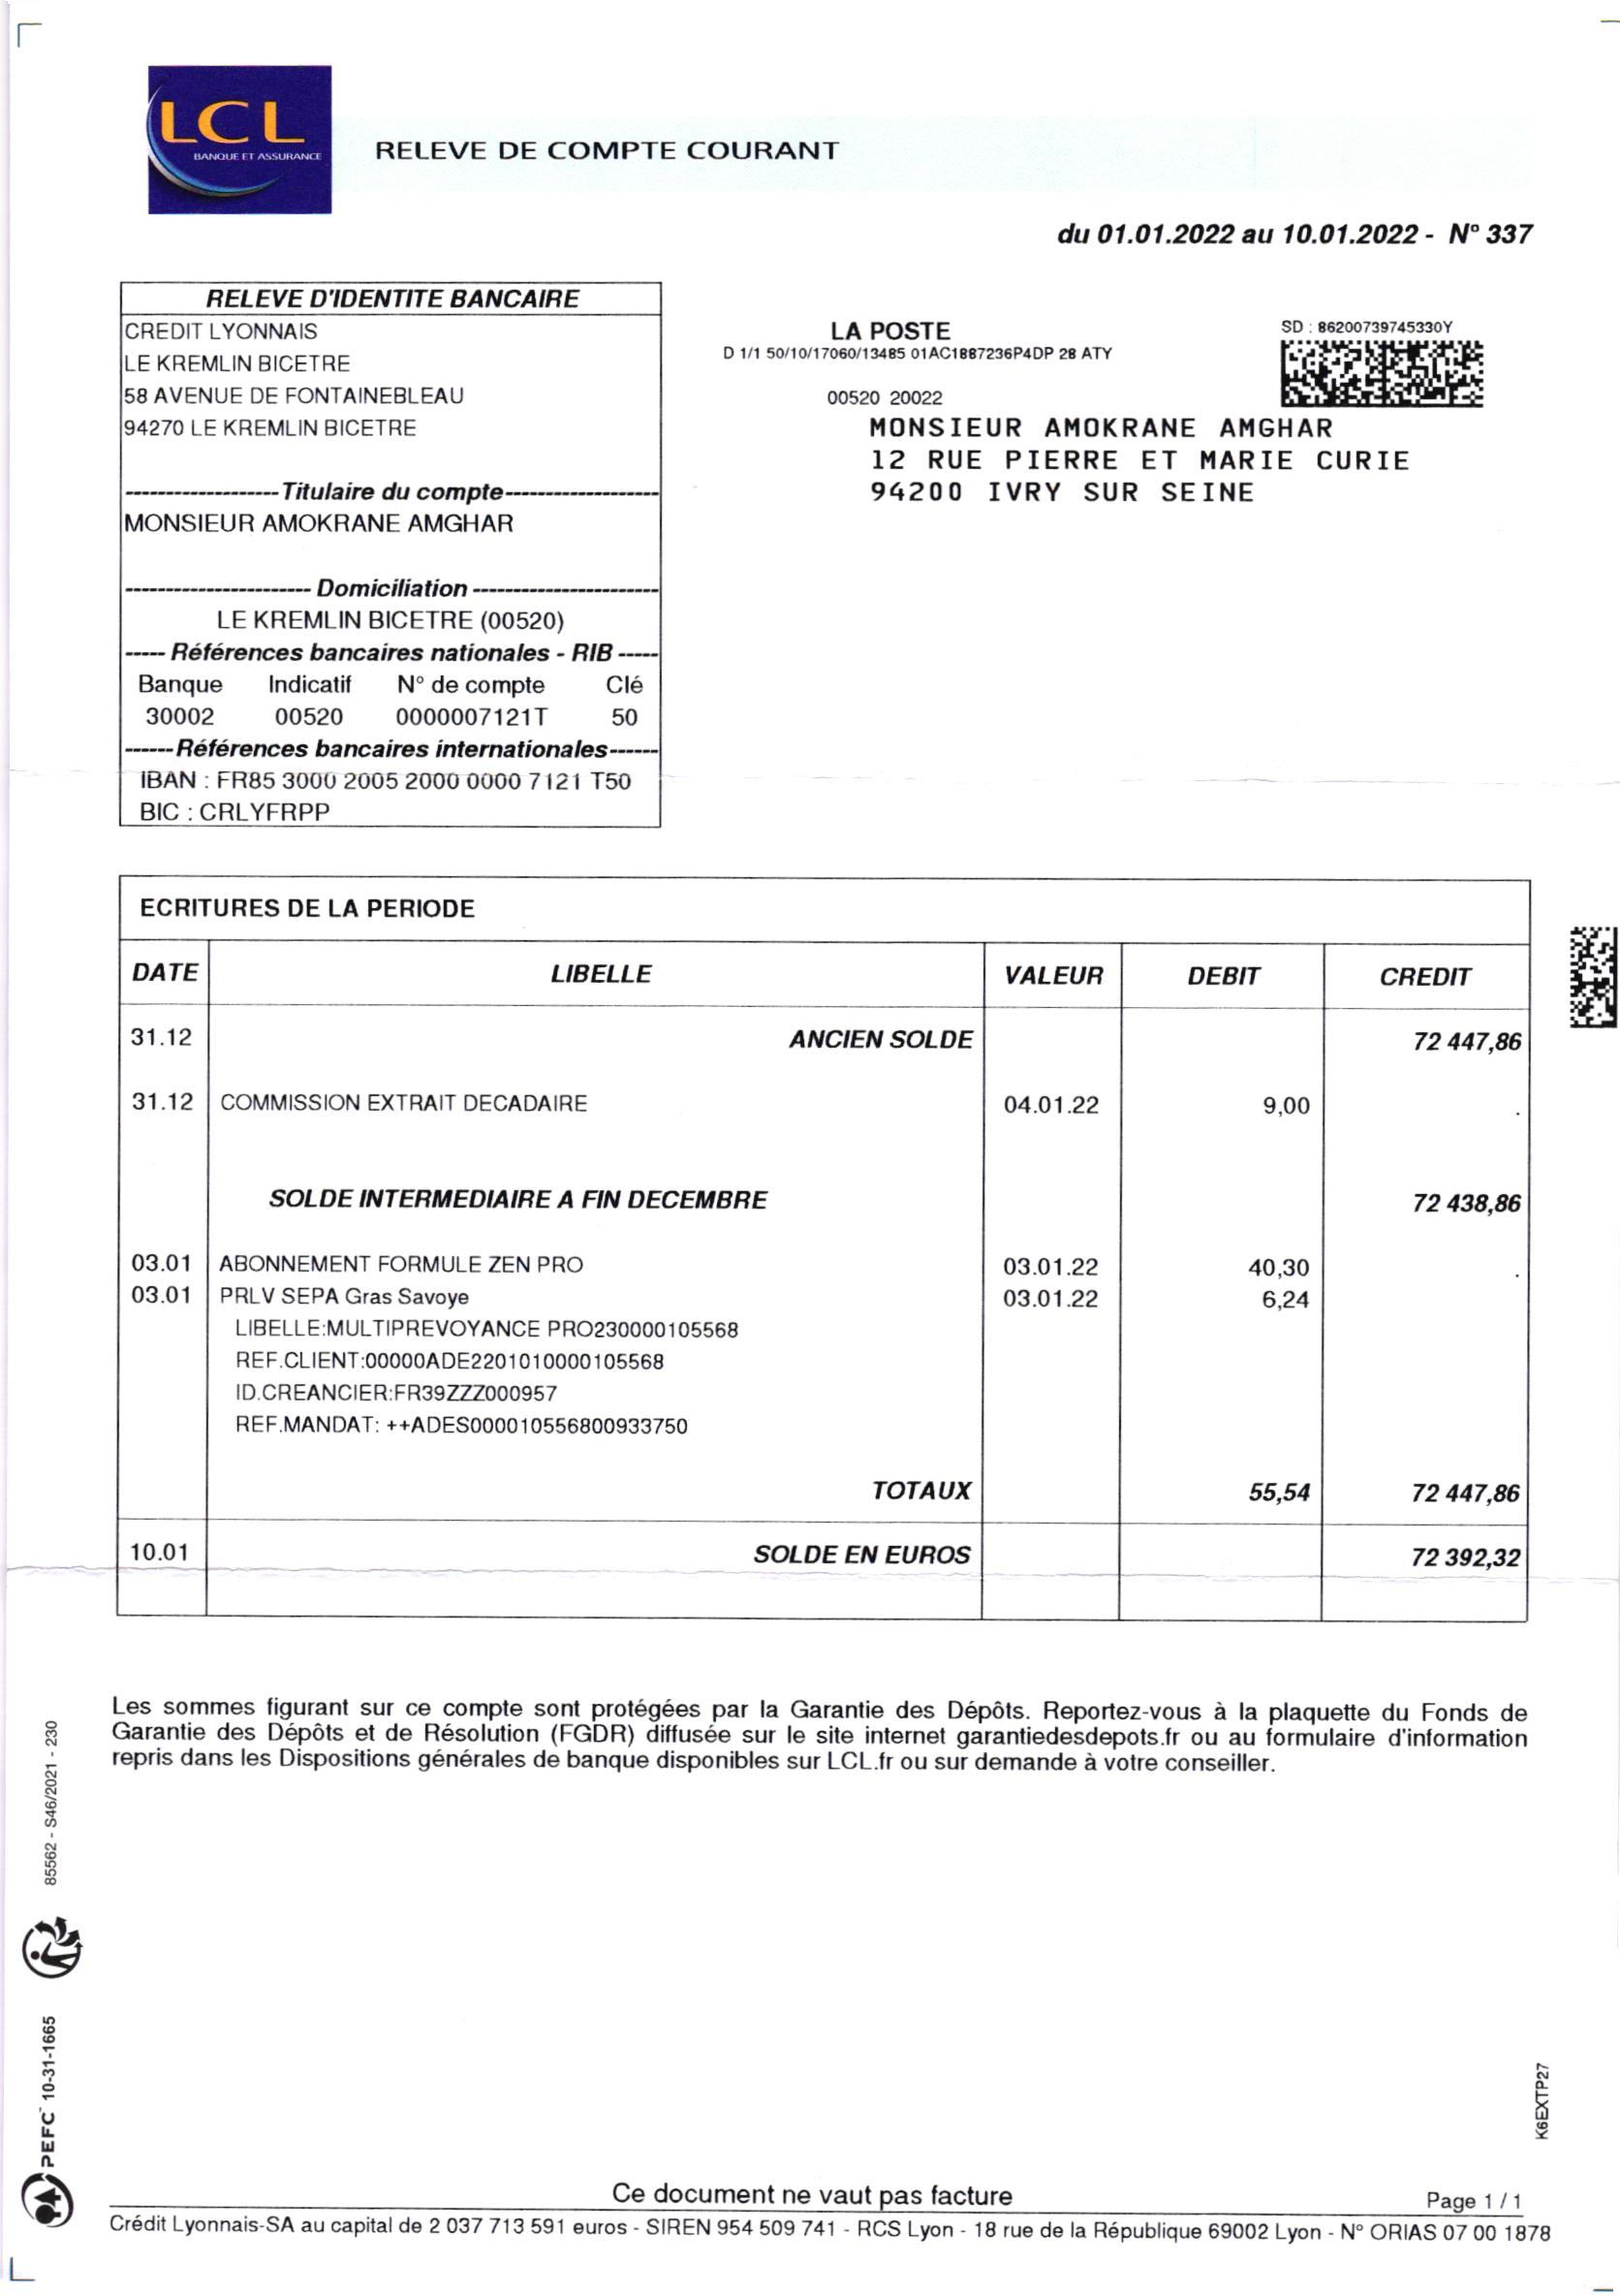 LCL
BANQUE ET ASSURANCE
RELEVE DE COMPTE COURANT
du 01.01.2022 au 10.01.2022 - N° 337
RELEVE D'IDENTITE BANCAIRE
CREDIT LYONNAIS
LE KREMLIN BICETRE
58 AVENUE DE FONTAINEBLEAU
94270 LE KREMLIN BICETRE
Titulaire du compte
MONSIEUR AMOKRANE AMGHAR
Domiciliation
LE KREMLIN BICETRE (00520)
Références bancaires nationales - RIB
Banque Indicatif N° de compte Clé
30002 00520 0000007121T 50
Références bancaires internationales
IBAN : FR85 3000 2005 2000 0000 7121 T50
BIC : CRLYFRPP
LA POSTE
D 1/1 50/10/17060/13485 01AC1887236P4DP 28 ATY
SD : 86200739745330Y
00520 20022
MONSIEUR AMOKRANE AMGHAR
12 RUE PIERRE ET MARIE CURIE
94200 IVRY SUR SEINE
ECRITURES DE LA PERIODE
DATE LIBELLE VALEUR DEBIT CREDIT
31.12 ANCIEN SOLDE 72 447,86
31.12 COMMISSION EXTRAIT DECADAIRE 04.01.22 9,00 .
SOLDE INTERMEDIAIRE A FIN DECEMBRE 72 438,86
03.01 ABONNEMENT FORMULE ZEN PRO 03.01.22 40,30 .
03.01 PRLV SEPA Gras Savoye 03.01.22 6,24
LIBELLE:MULTIPREVOYANCE PRO230000105568
REF.CLIENT:00000ADE2201010000105568
ID.CREANCIER:FR39ZZZ000957
REF.MANDAT: ++ADES000010556800933750
TOTAUX 55,54 72 447,86
10.01 SOLDE EN EUROS 72 392,32
Les sommes figurant sur ce compte sont protégées par la Garantie des Dépôts. Reportez-vous à la plaquette du Fonds de
Garantie des Dépôts et de Résolution (FGDR) diffusée sur le site internet garantiedesdepots.fr ou au formulaire d'information
repris dans les Dispositions générales de banque disponibles sur LCL.fr ou sur demande à votre conseiller.
85562 - S46/2021 - 230
PEFC 10-31-1665
K6EXTP27
Ce document ne vaut pas facture
Page 1 / 1
Crédit Lyonnais-SA au capital de 2 037 713 591 euros - SIREN 954 509 741 - RCS Lyon - 18 rue de la République 69002 Lyon - N° ORIAS 07 00 1878